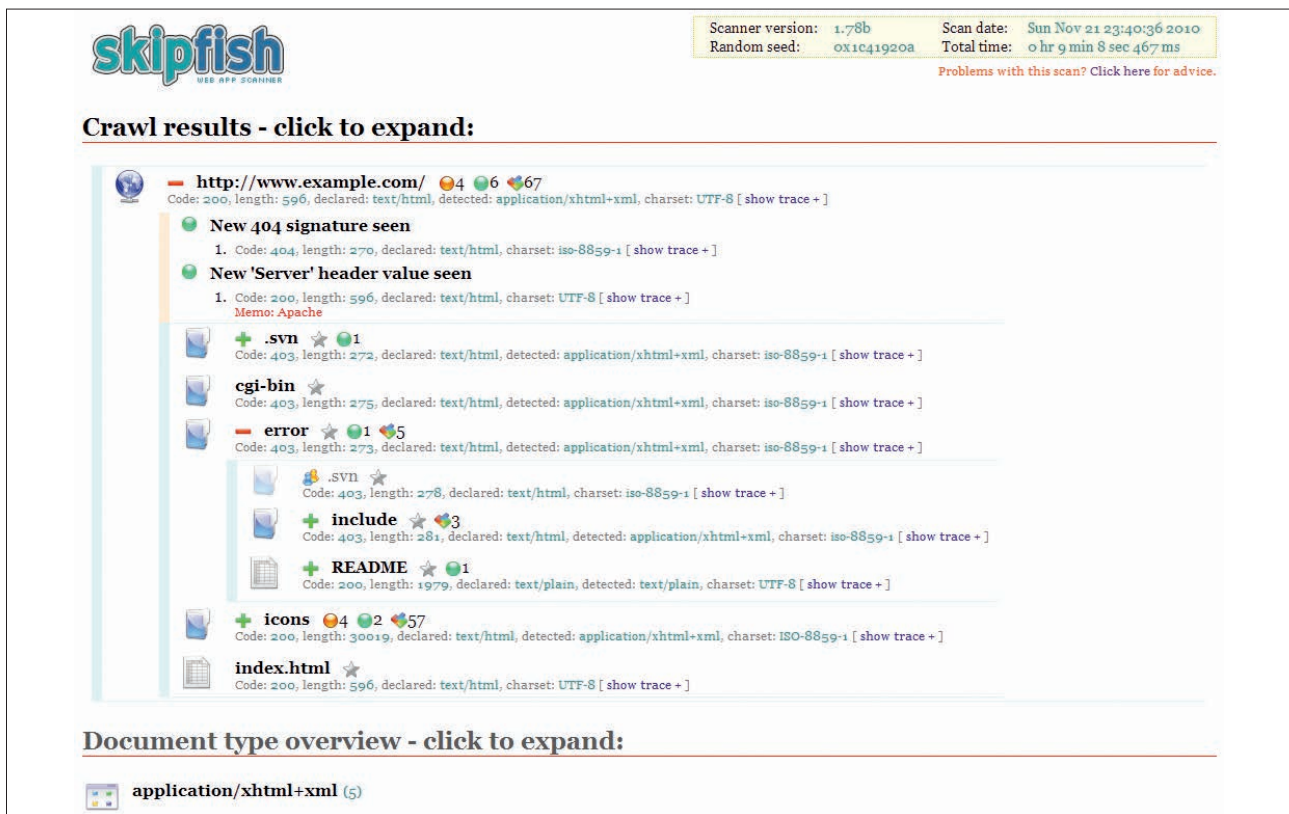 skipfish
WEB APP SCANNER
Scanner version: 1.78b Scan date: Sun Nov 21 23:40:36 2010
Random seed: 0x1c41920a Total time: 0 hr 9 min 8 sec 467 ms
Problems with this scan? Click here for advice.
Crawl results - click to expand:
http://www.example.com/ 4 6 67
Code: 200, length: 596, declared: text/html, detected: application/xhtml+xml, charset: UTF-8 [ show trace + ]
New 404 signature seen
1. Code: 404, length: 270, declared: text/html, charset: iso-8859-1 [ show trace + ]
New 'Server' header value seen
1. Code: 200, length: 596, declared: text/html, charset: UTF-8 [ show trace + ]
Memo: Apache
.svn 1
Code: 403, length: 272, declared: text/html, detected: application/xhtml+xml, charset: iso-8859-1 [ show trace + ]
cgi-bin
Code: 403, length: 275, declared: text/html, detected: application/xhtml+xml, charset: iso-8859-1 [ show trace + ]
error 1 5
Code: 403, length: 273, declared: text/html, detected: application/xhtml+xml, charset: iso-8859-1 [ show trace + ]
.svn
Code: 403, length: 278, declared: text/html, charset: iso-8859-1 [ show trace + ]
include 3
Code: 403, length: 281, declared: text/html, detected: application/xhtml+xml, charset: iso-8859-1 [ show trace + ]
README 1
Code: 200, length: 1979, declared: text/plain, detected: text/plain, charset: UTF-8 [ show trace + ]
icons 4 2 57
Code: 200, length: 30019, declared: text/html, detected: application/xhtml+xml, charset: ISO-8859-1 [ show trace + ]
index.html
Code: 200, length: 596, declared: text/html, charset: UTF-8 [ show trace + ]
Document type overview - click to expand:
application/xhtml+xml (5)